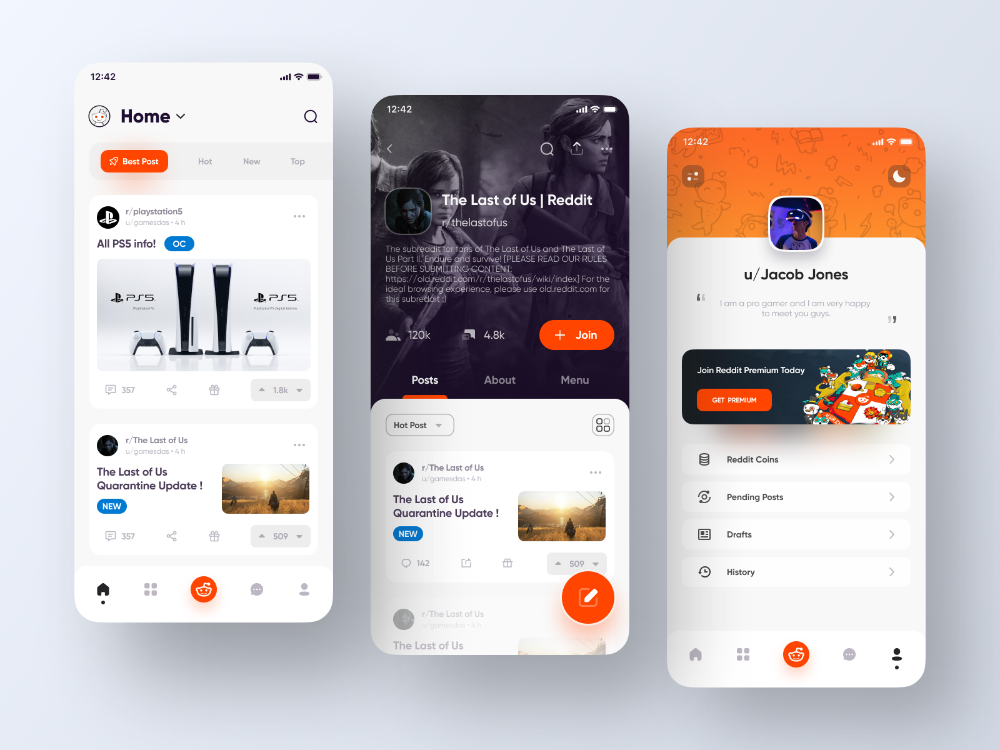 12:42
Home
Best Post
Hot
New
Top
r/playstation5
u/gamesdas • 4 h
All PS5 info!
OC
PS5
PS5
357
1.8k
r/The Last of Us
u/gamesdas • 4 h
The Last of Us
Quarantine Update !
NEW
357
509
12:42
The Last of Us | Reddit
r/thelastofus
The subreddit for fans of The Last of Us and The Last of
Us Part II. Endure and survive! [PLEASE READ OUR RULES
BEFORE SUBMITTING CONTENT:
https://old.reddit.com/r/thelastofus/wiki/index] For the
ideal browsing experience, please use old.reddit.com for
this subreddit :)
120k
4.8k
Join
Posts
About
Menu
Hot Post
r/The Last of Us
u/gamesdas • 4 h
The Last of Us
Quarantine Update !
NEW
142
509
r/The Last of Us
u/gamesdas • 4 h
The Last of Us
12:42
u/Jacob Jones
I am a pro gamer and I am very happy
to meet you guys.
Join Reddit Premium Today
GET PREMIUM
Reddit Coins
Pending Posts
Drafts
History